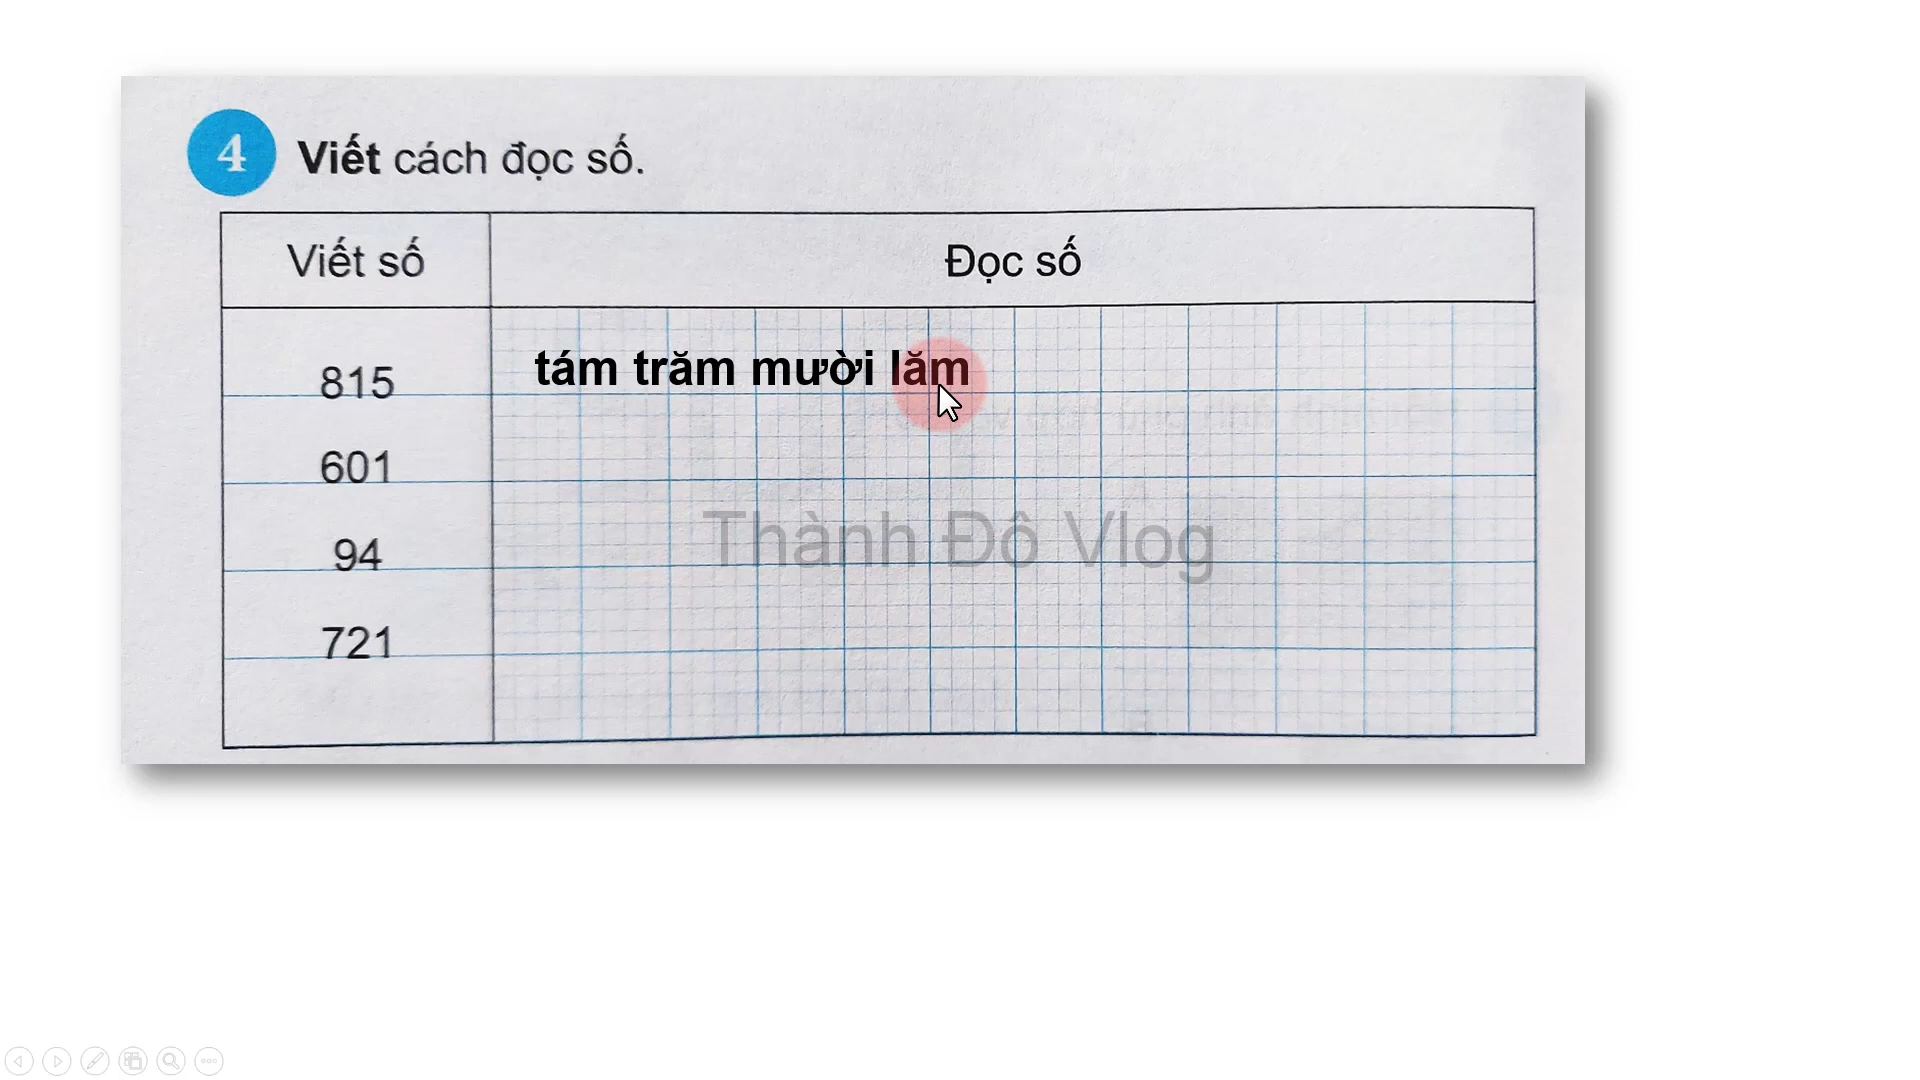 4 Viết cách đọc số.
Viết số Đọc số
815 tám trăm mười lăm
601
94
721
Thành Đô Vlog